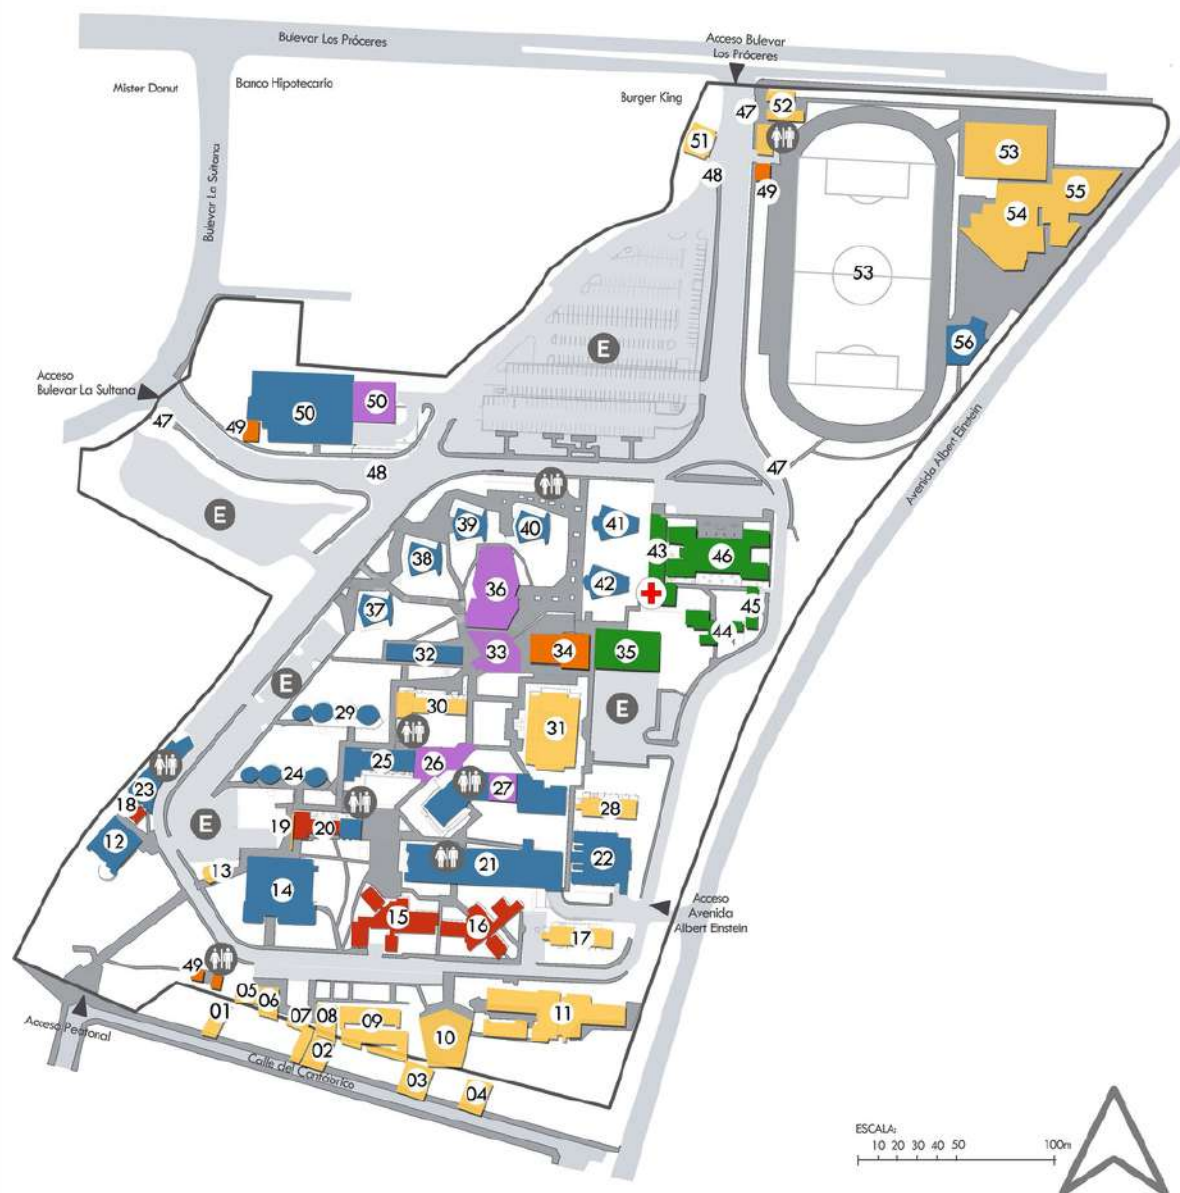 Bulevar Los Próceres
Acceso Bulevar
Los Próceres
Mister Donut
Banco Hipotecario
Burger King
Bulevar La Sultana
47
52
51
48
49
53
55
54
53
56
E
Acceso
Bulevar La Sultana
50
50
49
47
48
47
E
39
40
41
38
43
46
36
42
45
37
44
32
33
34
35
Avenida Albert Einstein
E
29
30
31
E
25
26
24
27
28
23
18
12
E
19
20
21
22
13
14
15
16
17
Acceso
Avenida
Albert Einstein
49
05
06
01
07
08
09
02
10
11
03
04
Acceso Peatonal
Calle del Cantábrico
ESCALA:
10 20 30 40 50 100m